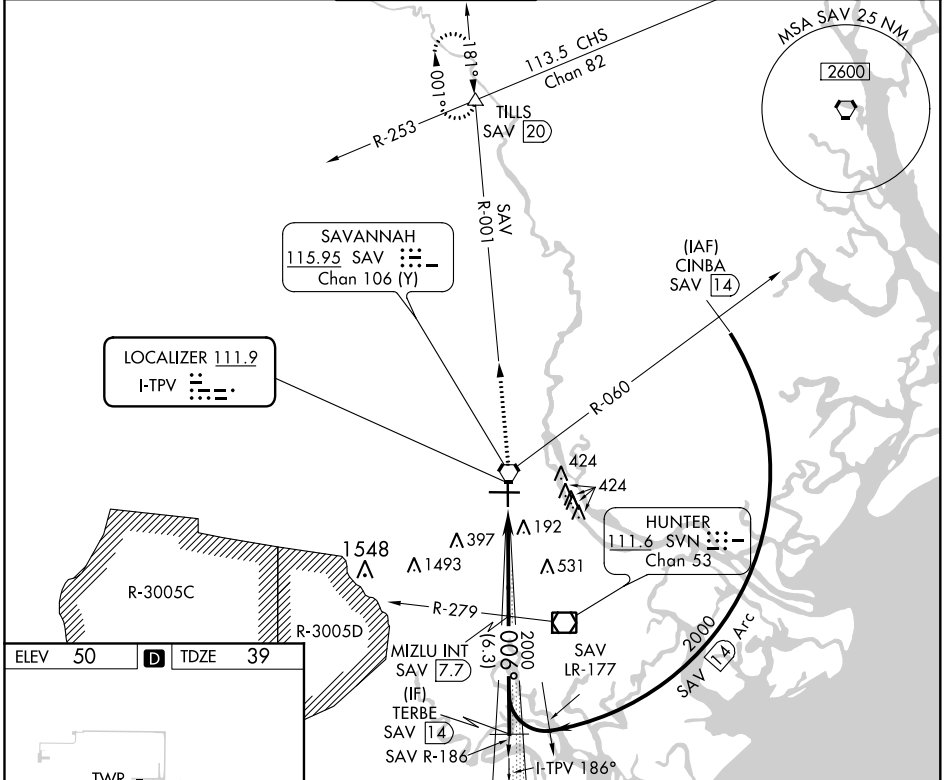 MSA SAV 25 NM
2600
113.5 CHS
Chan 82
181°
001°
R-253
TILLS
SAV 20
SAV
R-001
SAVANNAH
115.95 SAV
Chan 106 (Y)
(IAF)
CINBA
SAV 14
LOCALIZER 111.9
I-TPV
R-060
424
424
192
397
1493
531
1548
HUNTER
111.6 SVN
Chan 53
R-3005C
R-3005D
R-279
2000
006°
(6.3)
MIZLU INT
SAV 7.7
SAV
LR-177
2000
SAV 14 Arc
(IF)
TERBE
SAV 14
SAV R-186
I-TPV 186°
ELEV 50 D TDZE 39
TWR